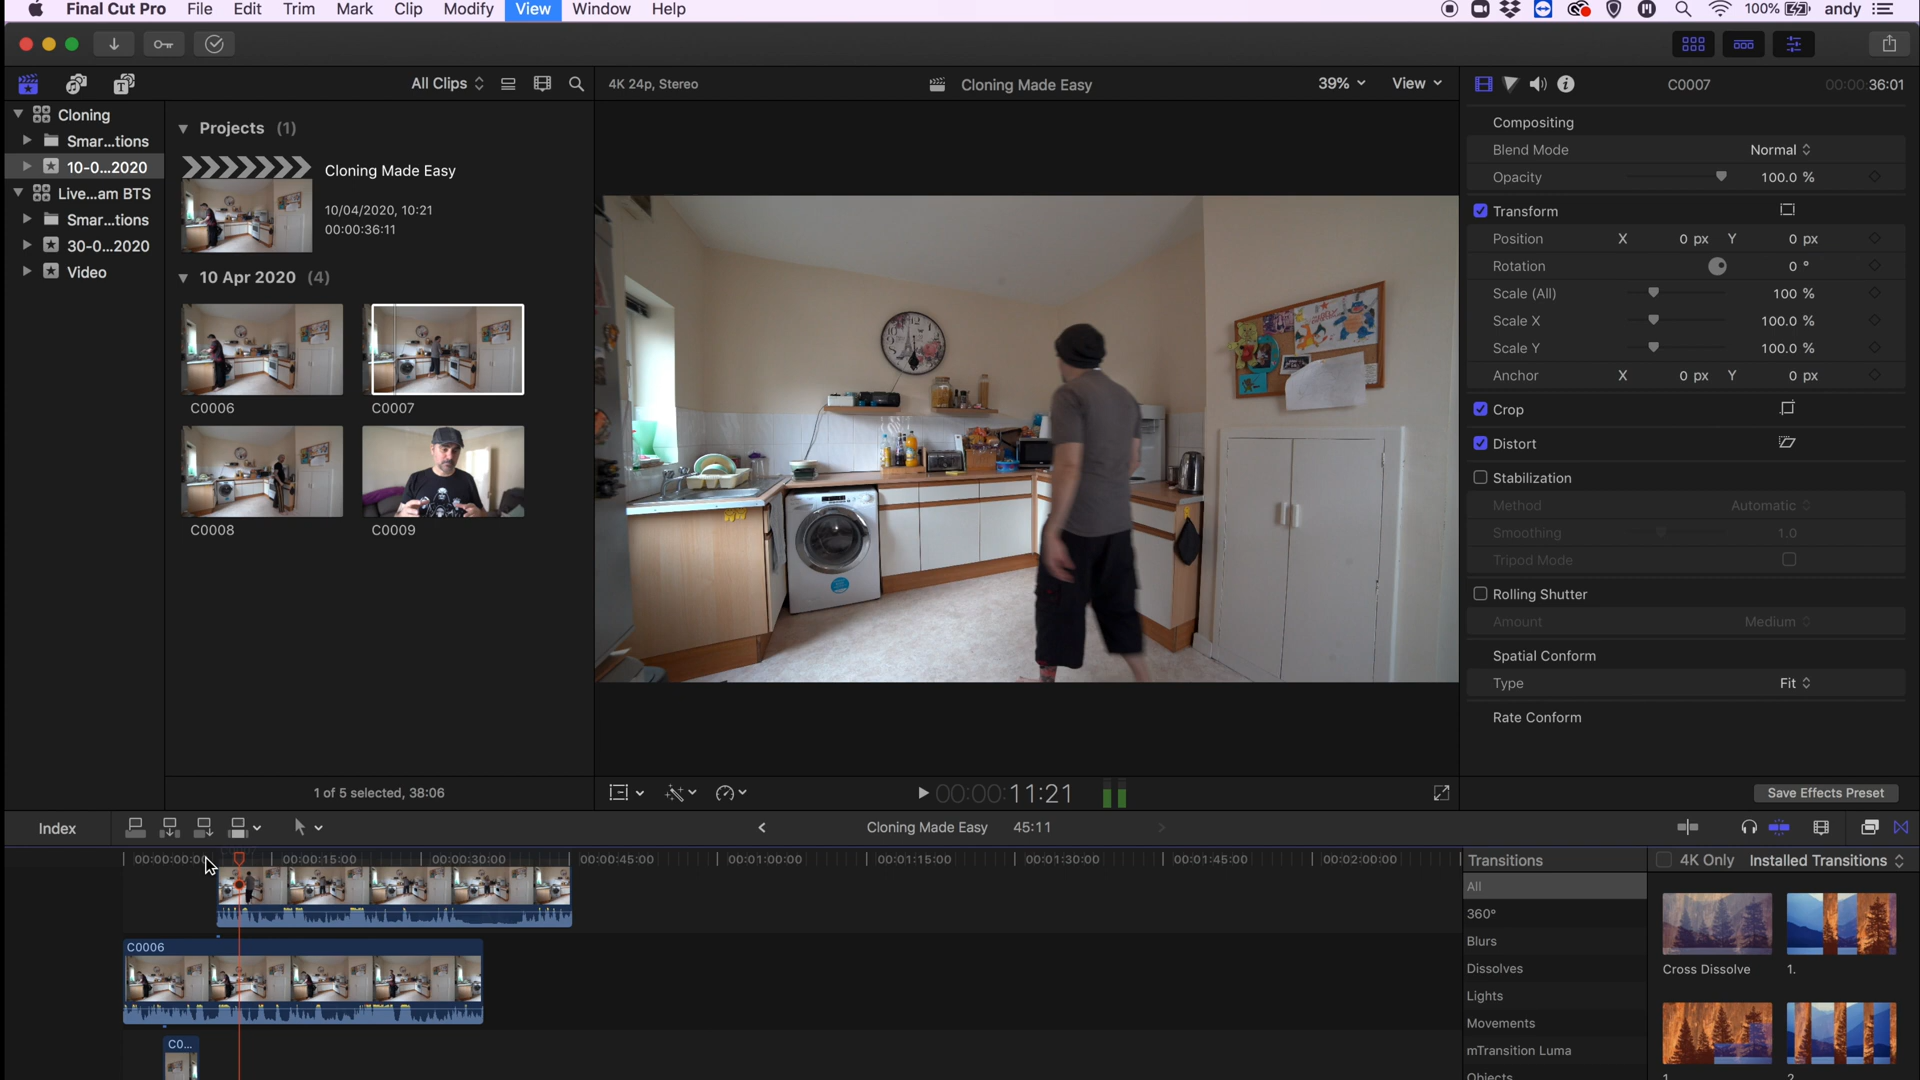 Final Cut Pro File Edit Trim Mark Clip Modify View Window Help 100% andy
All Clips
4K 24p, Stereo Cloning Made Easy 39% View
C0007 00:00:36:01
Cloning
Smar...tions
10-0...2020
Live...am BTS
Smar...tions
30-0...2020
Video
Projects (1)
Cloning Made Easy
10/04/2020, 10:21
00:00:36:11
10 Apr 2020 (4)
C0006
C0007
C0008
C0009
1 of 5 selected, 38:06
00:00:11:21
Compositing
Blend Mode Normal
Opacity 100.0 %
Transform
Position X 0 px Y 0 px
Rotation 0 °
Scale (All) 100 %
Scale X 100.0 %
Scale Y 100.0 %
Anchor X 0 px Y 0 px
Crop
Distort
Stabilization
Method Automatic
Smoothing 1.0
Tripod Mode
Rolling Shutter
Amount Medium
Spatial Conform
Type Fit
Rate Conform
Save Effects Preset
Index
Cloning Made Easy 45:11
00:00:00:0 00:00:15:00 00:00:30:00 00:00:45:00 00:01:00:00 00:01:15:00 00:01:30:00 00:01:45:00 00:02:00:00
C0006
C0...
Transitions
4K Only Installed Transitions
All
360°
Blurs
Dissolves
Lights
Movements
mTransition Luma
Objects
Cross Dissolve
1.
1.
2.